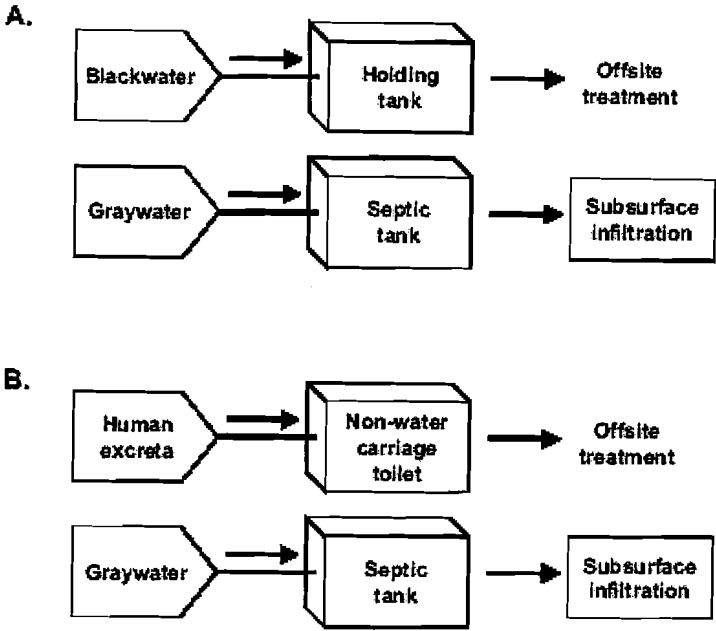 A.
Blackwater
Holding
tank
Offsite
treatment
Graywater
Septic
tank
Subsurface
infiltration
B.
Human
excreta
Non-water
carriage
toilet
Offsite
treatment
Graywater
Septic
tank
Subsurface
infiltration